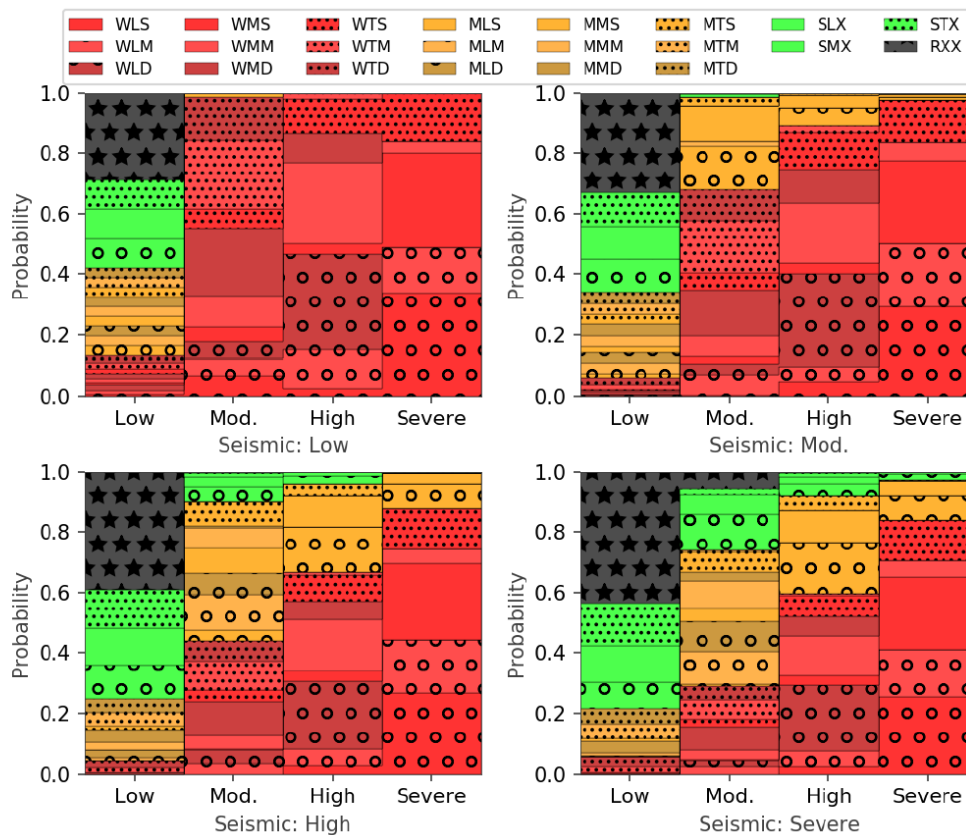 WLS WMS WTS MLS MMS MTS SLX STX
WLM WMM WTM MLM MMM MTM SMX RXX
WLD WMD WTD MLD MMD MTD
1.0
0.8
0.6
0.4
0.2
0.0
Probability
Low Mod. High Severe
Seismic: Low
1.0
0.8
0.6
0.4
0.2
0.0
Probability
Low Mod. High Severe
Seismic: Mod.
1.0
0.8
0.6
0.4
0.2
0.0
Probability
Low Mod. High Severe
Seismic: High
1.0
0.8
0.6
0.4
0.2
0.0
Probability
Low Mod. High Severe
Seismic: Severe